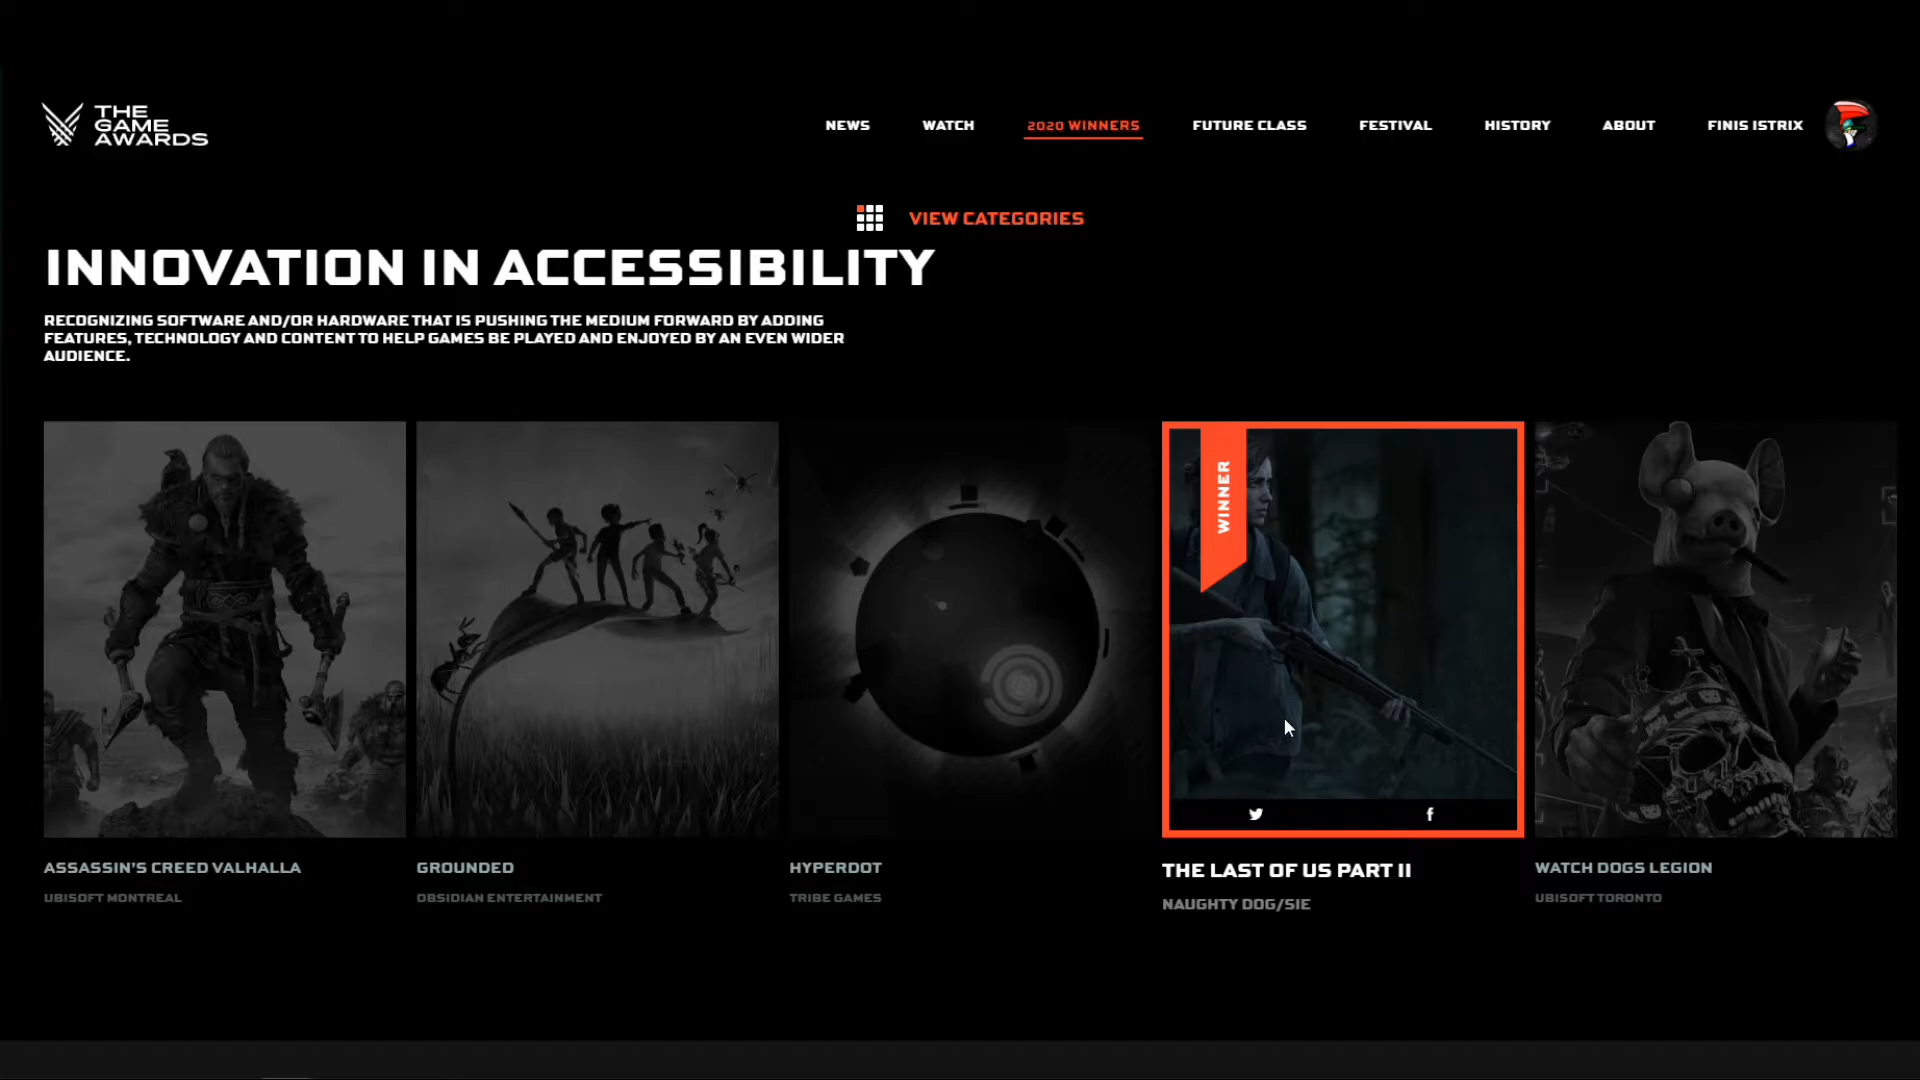 THE
GAME
AWARDS
NEWS
WATCH
2020 WINNERS
FUTURE CLASS
FESTIVAL
HISTORY
ABOUT
FINIS ISTRIX
VIEW CATEGORIES
INNOVATION IN ACCESSIBILITY
RECOGNIZING SOFTWARE AND/OR HARDWARE THAT IS PUSHING THE MEDIUM FORWARD BY ADDING
FEATURES, TECHNOLOGY AND CONTENT TO HELP GAMES BE PLAYED AND ENJOYED BY AN EVEN WIDER
AUDIENCE.
WINNER
ASSASSIN'S CREED VALHALLA
UBISOFT MONTREAL
GROUNDED
OBSIDIAN ENTERTAINMENT
HYPERDOT
TRIBE GAMES
THE LAST OF US PART II
NAUGHTY DOG/SIE
WATCH DOGS LEGION
UBISOFT TORONTO